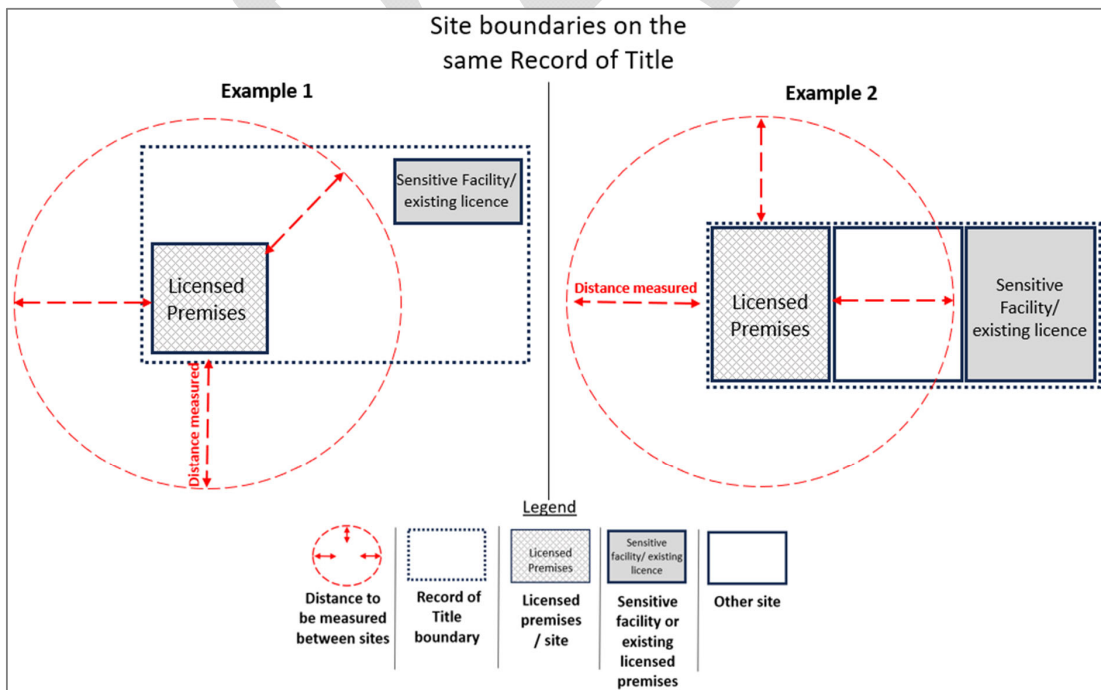 Site boundaries on the
same Record of Title
Example 1
Sensitive Facility/
existing licence
Licensed
Premises
Distance measured
Example 2
Distance measured
Licensed
Premises
Sensitive
Facility/
existing licence
Legend
Distance to
be measured
between sites
Record of
Title
boundary
Licensed
Premises
Licensed
premises
/ site
Sensitive
facility/ existing
licence
Sensitive
facility or
existing
licensed
premises
Other site